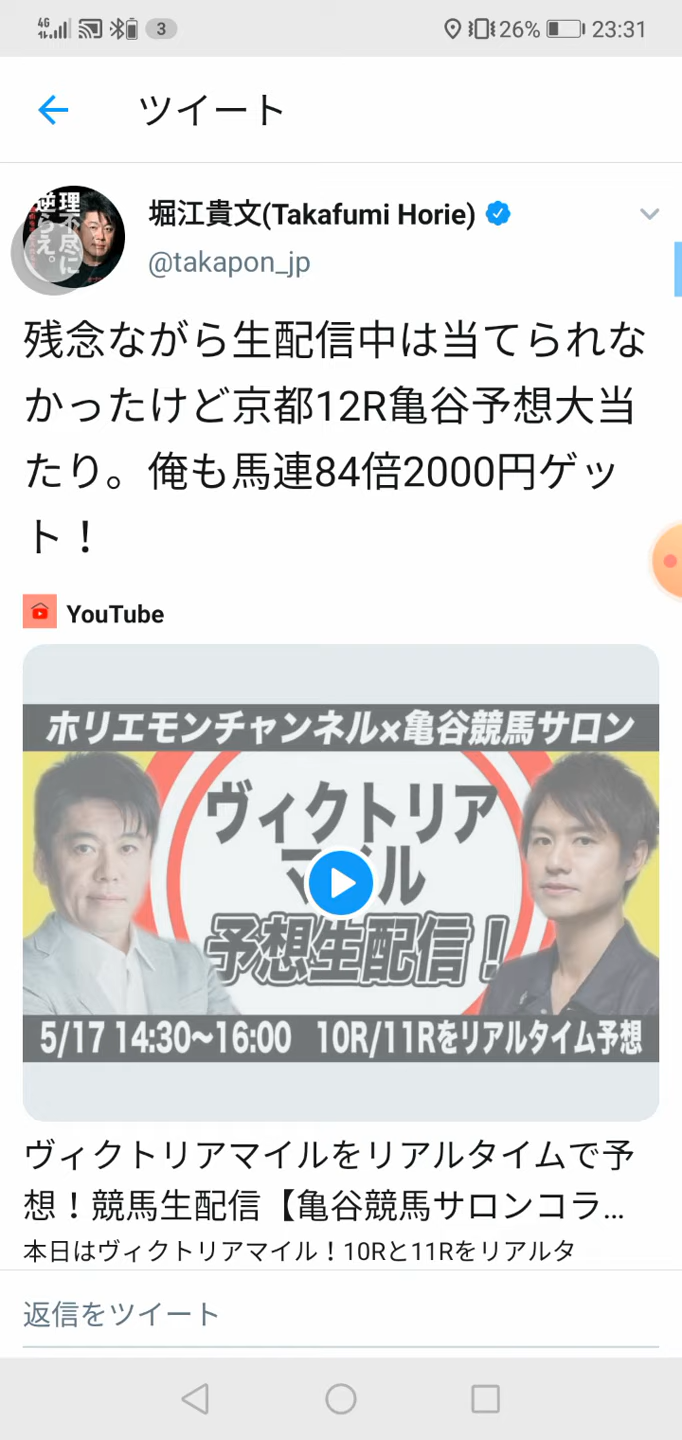 4G
3
26%
23:31
ツイート
理不尽に
逆らえ。
堀江貴文(Takafumi Horie)
@takapon_jp
残念ながら生配信中は当てられな
かったけど京都12R亀谷予想大当
たり。俺も馬連84倍2000円ゲッ
ト！
YouTube
ホリエモンチャンネル×亀谷競馬サロン
ヴィクトリア
マイル
予想生配信！
5/17 14:30〜16:00 10R/11Rをリアルタイム予想
ヴィクトリアマイルをリアルタイムで予
想！競馬生配信【亀谷競馬サロンコラ...
本日はヴィクトリアマイル！10Rと11Rをリアルタ
返信をツイート